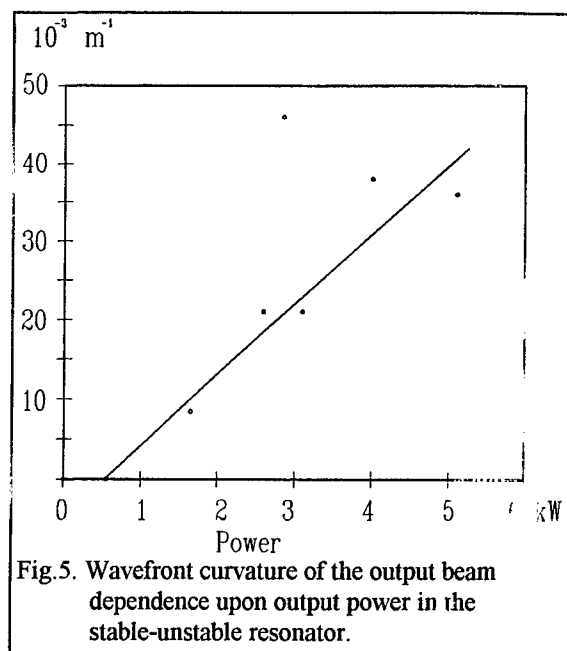 10⁻³ m⁻¹
50
40
30
20
10
0 1 2 3 4 5 kW
Power
Fig.5. Wavefront curvature of the output beam
dependence upon output power in the
stable-unstable resonator.